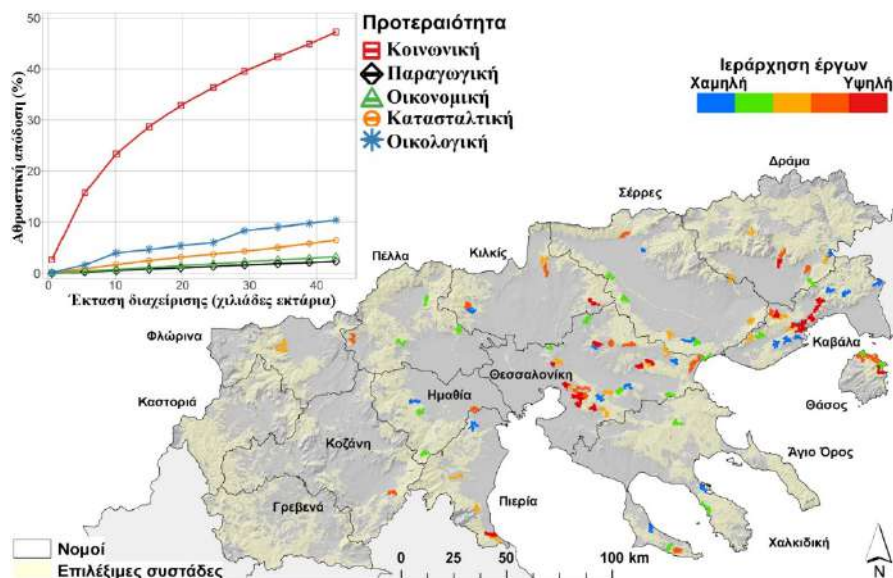 50
40
30
20
10
0
Αθροιστική απόδοση (%)
0
10
20
30
40
Έκταση διαχείρισης (χιλιάδες εκτάρια)
Προτεραιότητα
Κοινωνική
Παραγωγική
Οικονομική
Κατασταλτική
Οικολογική
Ιεράρχηση έργων
Χαμηλή Υψηλή
Δράμα
Σέρρες
Κιλκίς
Πέλλα
Φλώρινα
Καβάλα
Θεσσαλονίκη
Ημαθία
Καστοριά
Θάσος
Κοζάνη
Άγιο Όρος
Πιερία
Γρεβενά
Χαλκιδική
Νομοί
Επιλέξιμες συστάδες
0 25 50 100 km
N